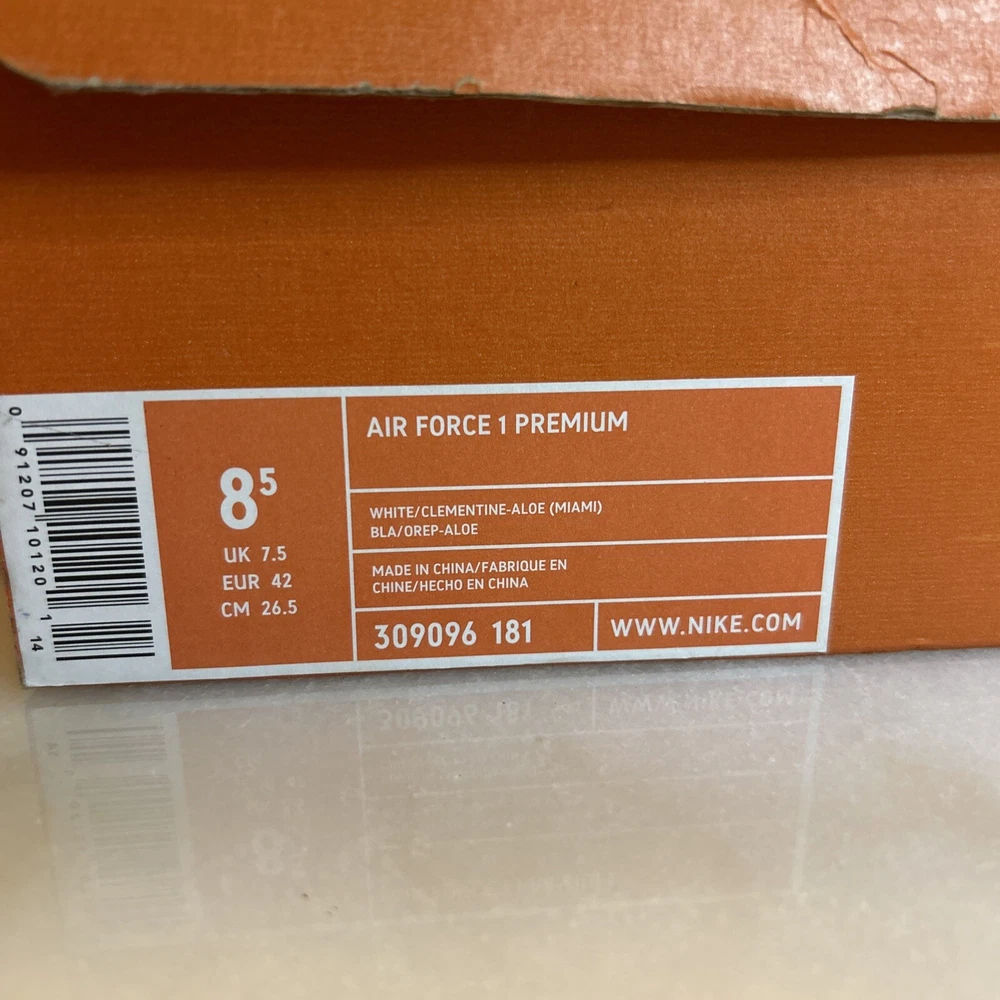 0 91207 10120 1 14
8⁵
UK 7.5
EUR 42
CM 26.5
AIR FORCE 1 PREMIUM
WHITE/CLEMENTINE-ALOE (MIAMI)
BLA/OREP-ALOE
MADE IN CHINA/FABRIQUE EN
CHINE/HECHO EN CHINA
309096 181
WWW.NIKE.COM